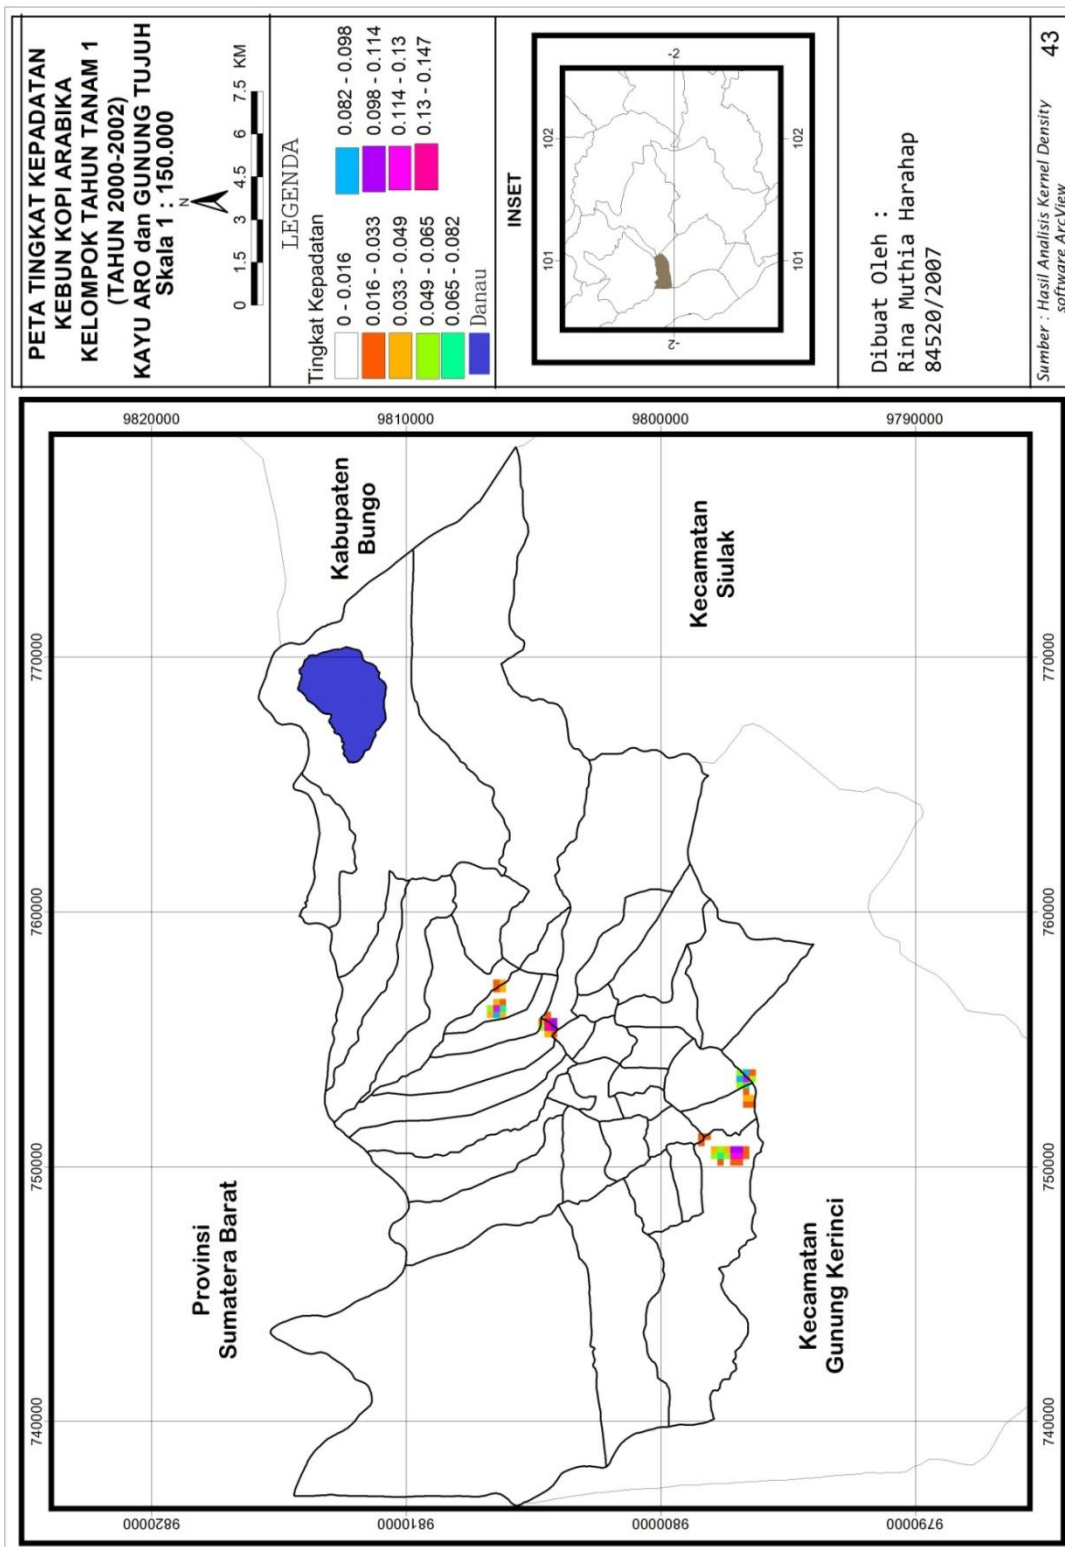 PETA TINGKAT KEPADATAN
KEBUN KOPI ARABIKA
KELOMPOK TAHUN TANAM 1
(TAHUN 2000-2002)
KAYU ARO dan GUNUNG TUJUH
Skala 1 : 150.000
N
0 1.5 3 4.5 6 7.5 KM
LEGENDA
Tingkat Kepadatan
0 - 0.016
0.016 - 0.033
0.033 - 0.049
0.049 - 0.065
0.065 - 0.082
Danau
0.082 - 0.098
0.098 - 0.114
0.114 - 0.13
0.13 - 0.147
INSET
101 102
-2 -2
101 102
Dibuat Oleh :
Rina Muthia Harahap
84520/2007
Sumber : Hasil Analisis Kernel Density
software ArcView
43
740000 750000 760000 770000
9820000 9820000
9810000 9810000
9800000 9800000
9790000 9790000
740000 750000 760000 770000
Provinsi
Sumatera Barat
Kabupaten
Bungo
Kecamatan
Siulak
Kecamatan
Gunung Kerinci